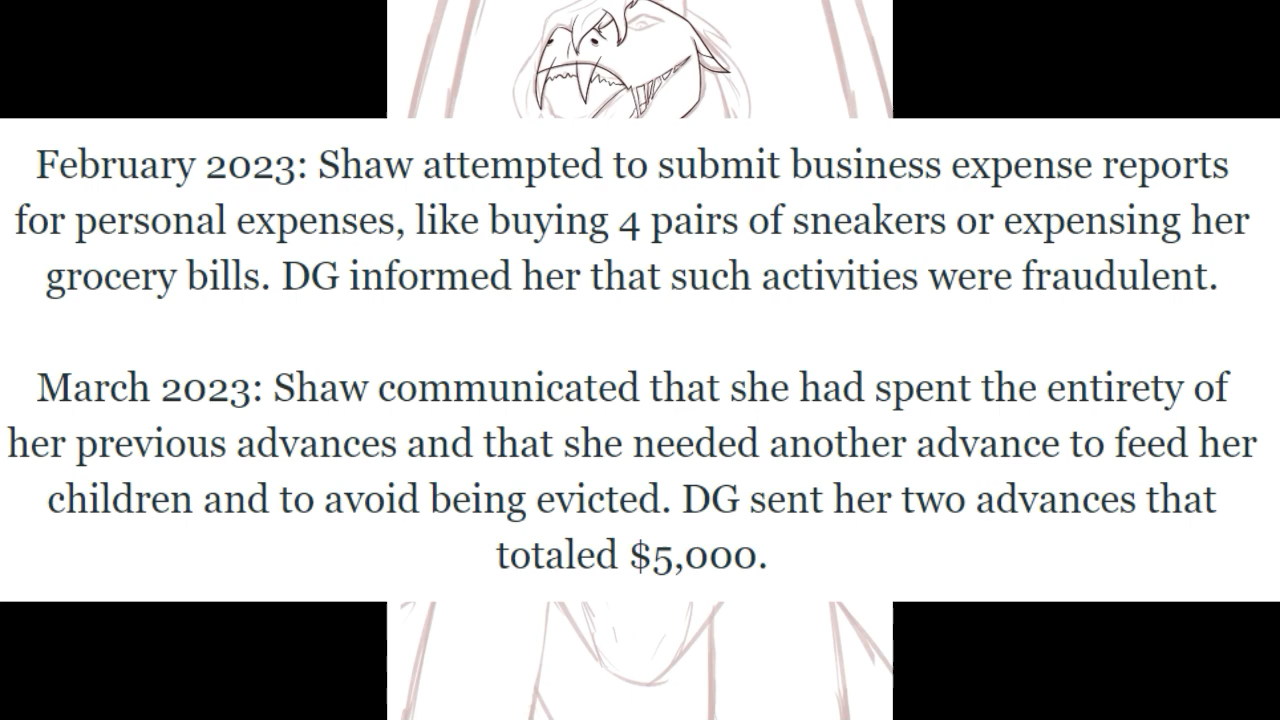 February 2023: Shaw attempted to submit business expense reports
for personal expenses, like buying 4 pairs of sneakers or expensing her
grocery bills. DG informed her that such activities were fraudulent.
March 2023: Shaw communicated that she had spent the entirety of
her previous advances and that she needed another advance to feed her
children and to avoid being evicted. DG sent her two advances that
totaled $5,000.